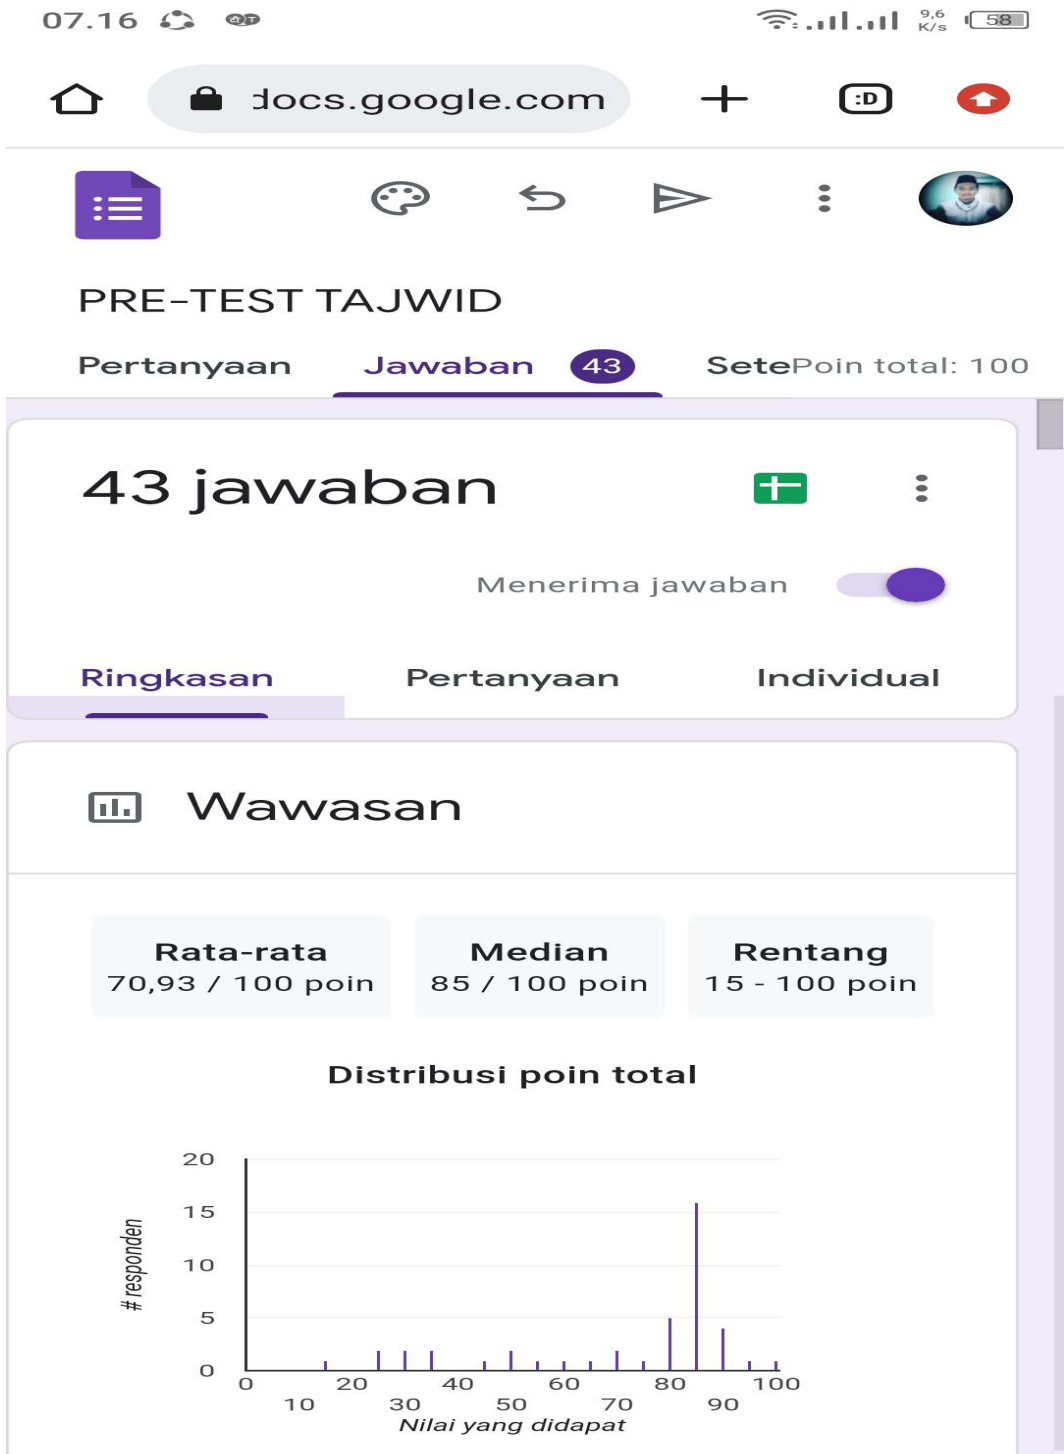 07.16
9,6
K/s
58
docs.google.com
:D
PRE-TEST TAJWID
Pertanyaan Jawaban 43 Sete Poin total: 100
43 jawaban
Menerima jawaban
Ringkasan Pertanyaan Individual
Wawasan
Rata-rata Median Rentang
70,93 / 100 poin 85 / 100 poin 15 - 100 poin
Distribusi poin total
# responden
20
15
10
5
0
0 20 40 60 80 100
10 30 50 70 90
Nilai yang didapat